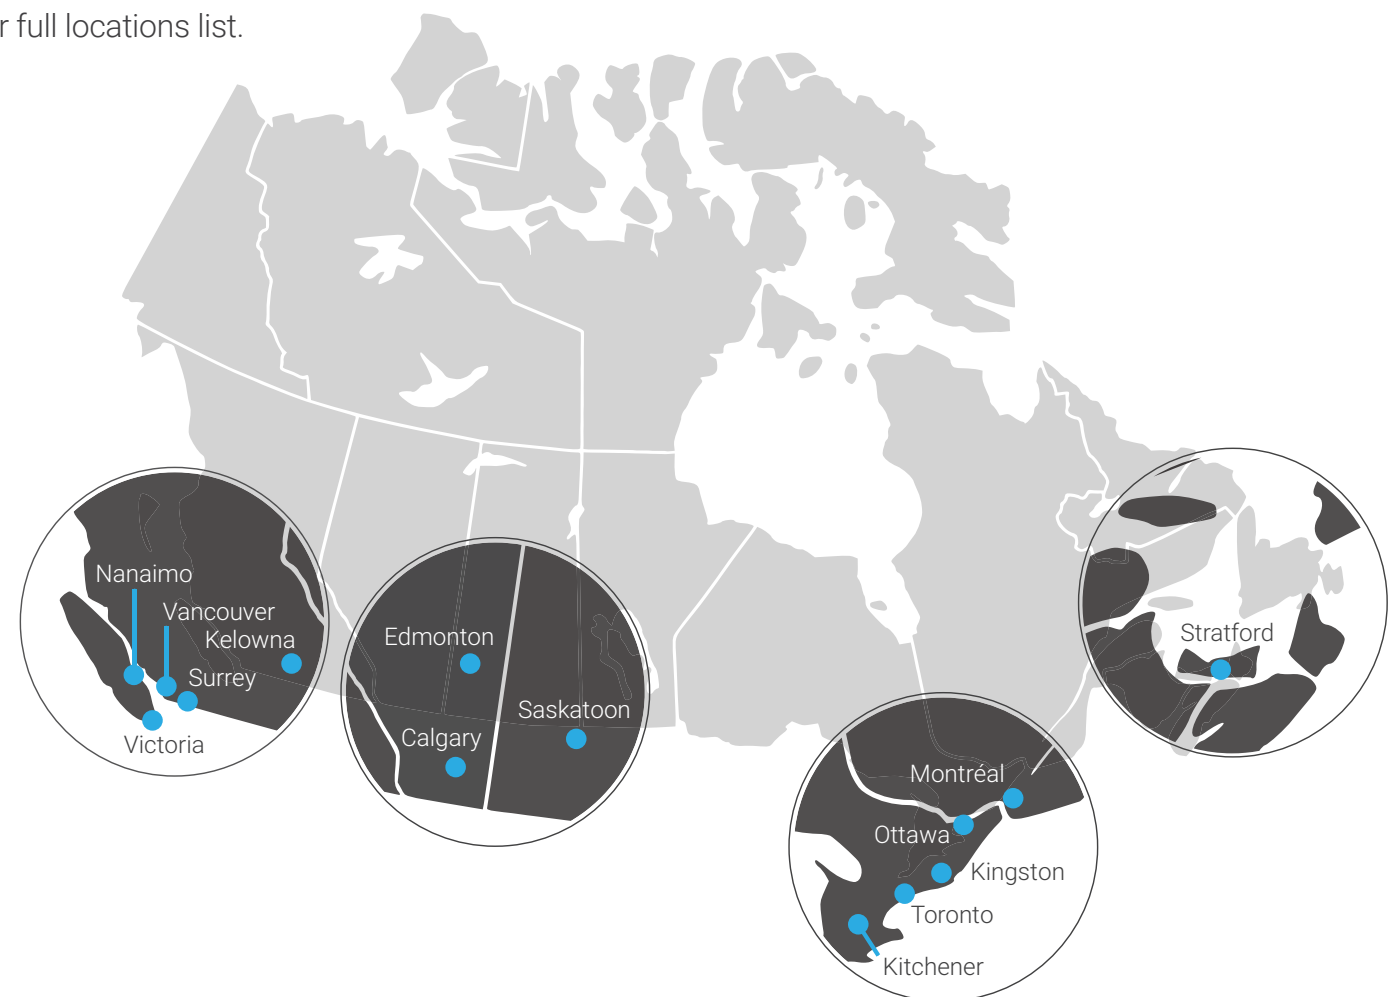 r full locations list.
Nanaimo
Vancouver
Kelowna
Surrey
Victoria
Edmonton
Saskatoon
Calgary
Stratford
Montréal
Ottawa
Kingston
Toronto
Kitchener